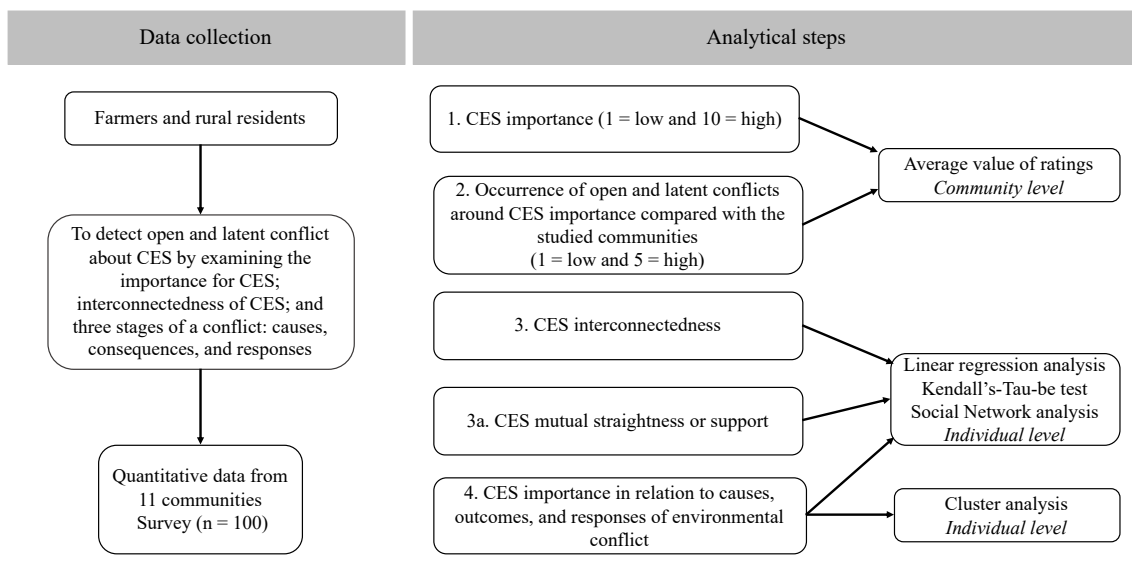 Data collection
Farmers and rural residents
To detect open and latent conflict
about CES by examining the
importance for CES;
interconnectedness of CES; and
three stages of a conflict: causes,
consequences, and responses
Quantitative data from
11 communities
Survey (n = 100)
Analytical steps
1. CES importance (1 = low and 10 = high)
2. Occurrence of open and latent conflicts
around CES importance compared with the
studied communities
(1 = low and 5 = high)
3. CES interconnectedness
3a. CES mutual straightness or support
4. CES importance in relation to causes,
outcomes, and responses of environmental
conflict
Average value of ratings
Community level
Linear regression analysis
Kendall’s-Tau-be test
Social Network analysis
Individual level
Cluster analysis
Individual level